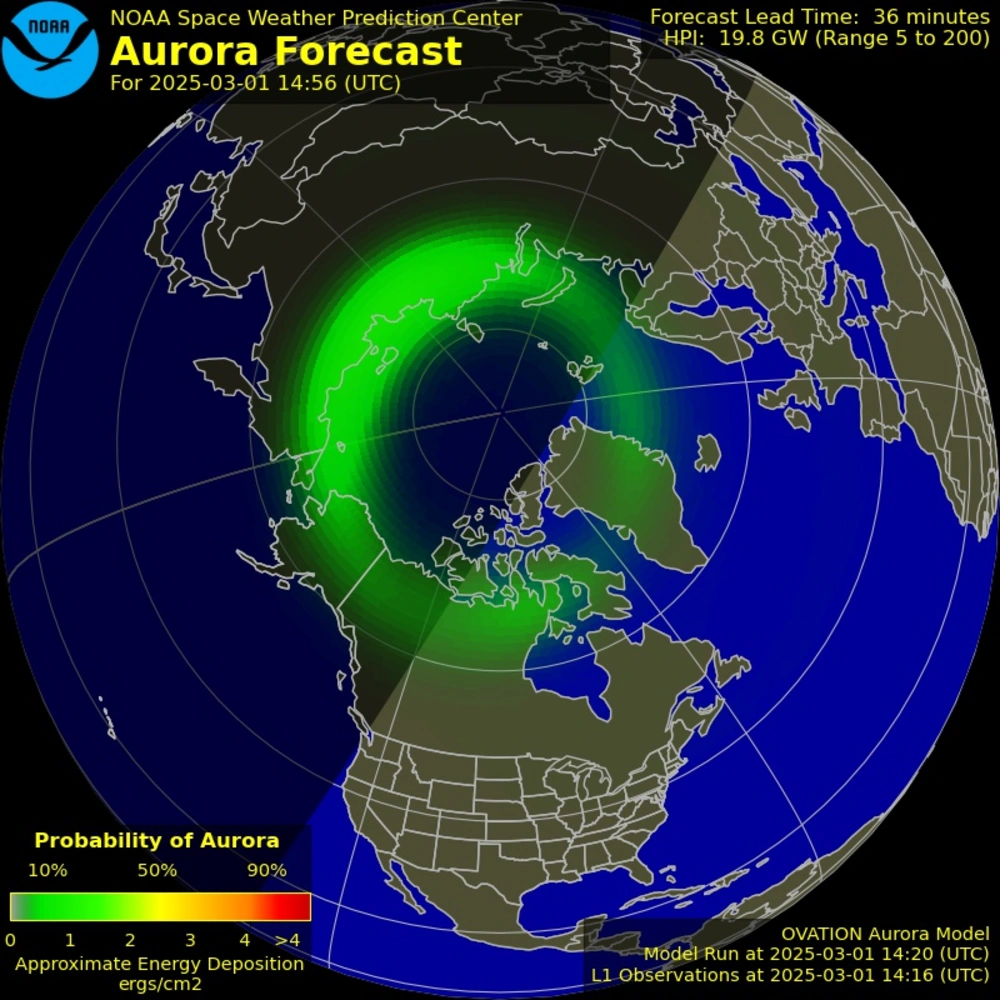 NOAA
NOAA Space Weather Prediction Center
Aurora Forecast
For 2025-03-01 14:56 (UTC)
Forecast Lead Time: 36 minutes
HPI: 19.8 GW (Range 5 to 200)
Probability of Aurora
10% 50% 90%
0 1 2 3 4 >4
Approximate Energy Deposition
ergs/cm2
OVATION Aurora Model
Model Run at 2025-03-01 14:20 (UTC)
L1 Observations at 2025-03-01 14:16 (UTC)